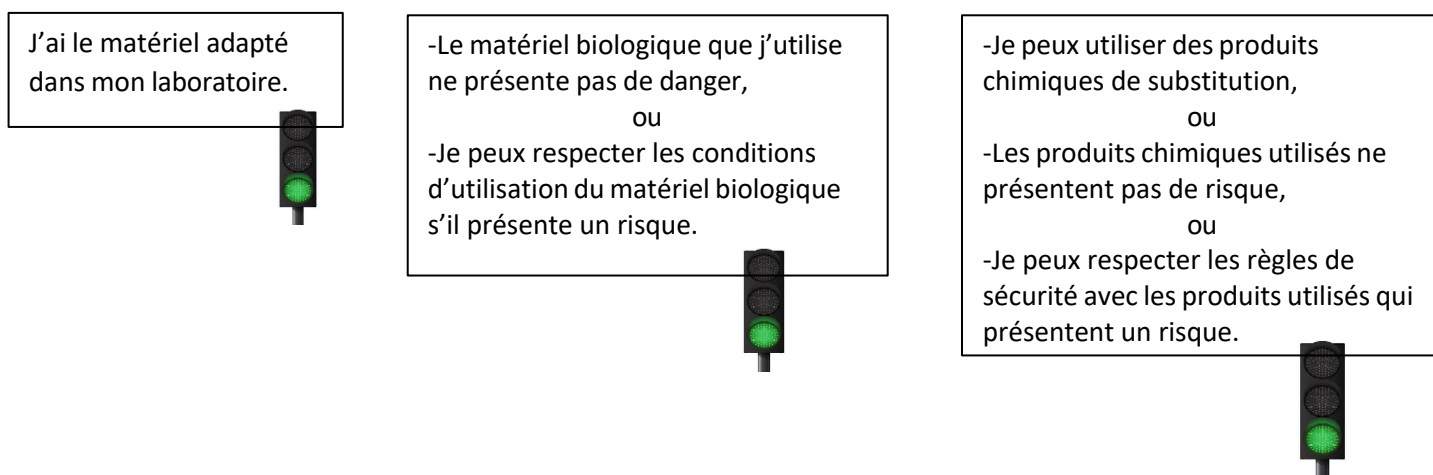 J’ai le matériel adapté
dans mon laboratoire.
-Le matériel biologique que j’utilise
ne présente pas de danger,
ou
-Je peux respecter les conditions
d’utilisation du matériel biologique
s’il présente un risque.
-Je peux utiliser des produits
chimiques de substitution,
ou
-Les produits chimiques utilisés ne
présentent pas de risque,
ou
-Je peux respecter les règles de
sécurité avec les produits utilisés qui
présentent un risque.